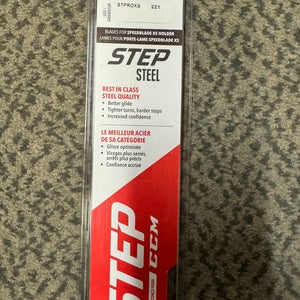 SIZE /
GRANDEUR
STPROXS 221
BLADES FOR SPEEDBLADE XS HOLDER
LAMES POUR PORTE-LAME SPEEDBLADE XS
STEP
STEEL
BEST IN CLASS
STEEL QUALITY
• Better glide
• Tighter turns, harder stops
• Increased confidence
LE MEILLEUR ACIER
DE SA CATÉGORIE
• Glisse optimisée
• Virages plus serrés,
arrêts plus précis
• Confiance accrue
STEP
CCM